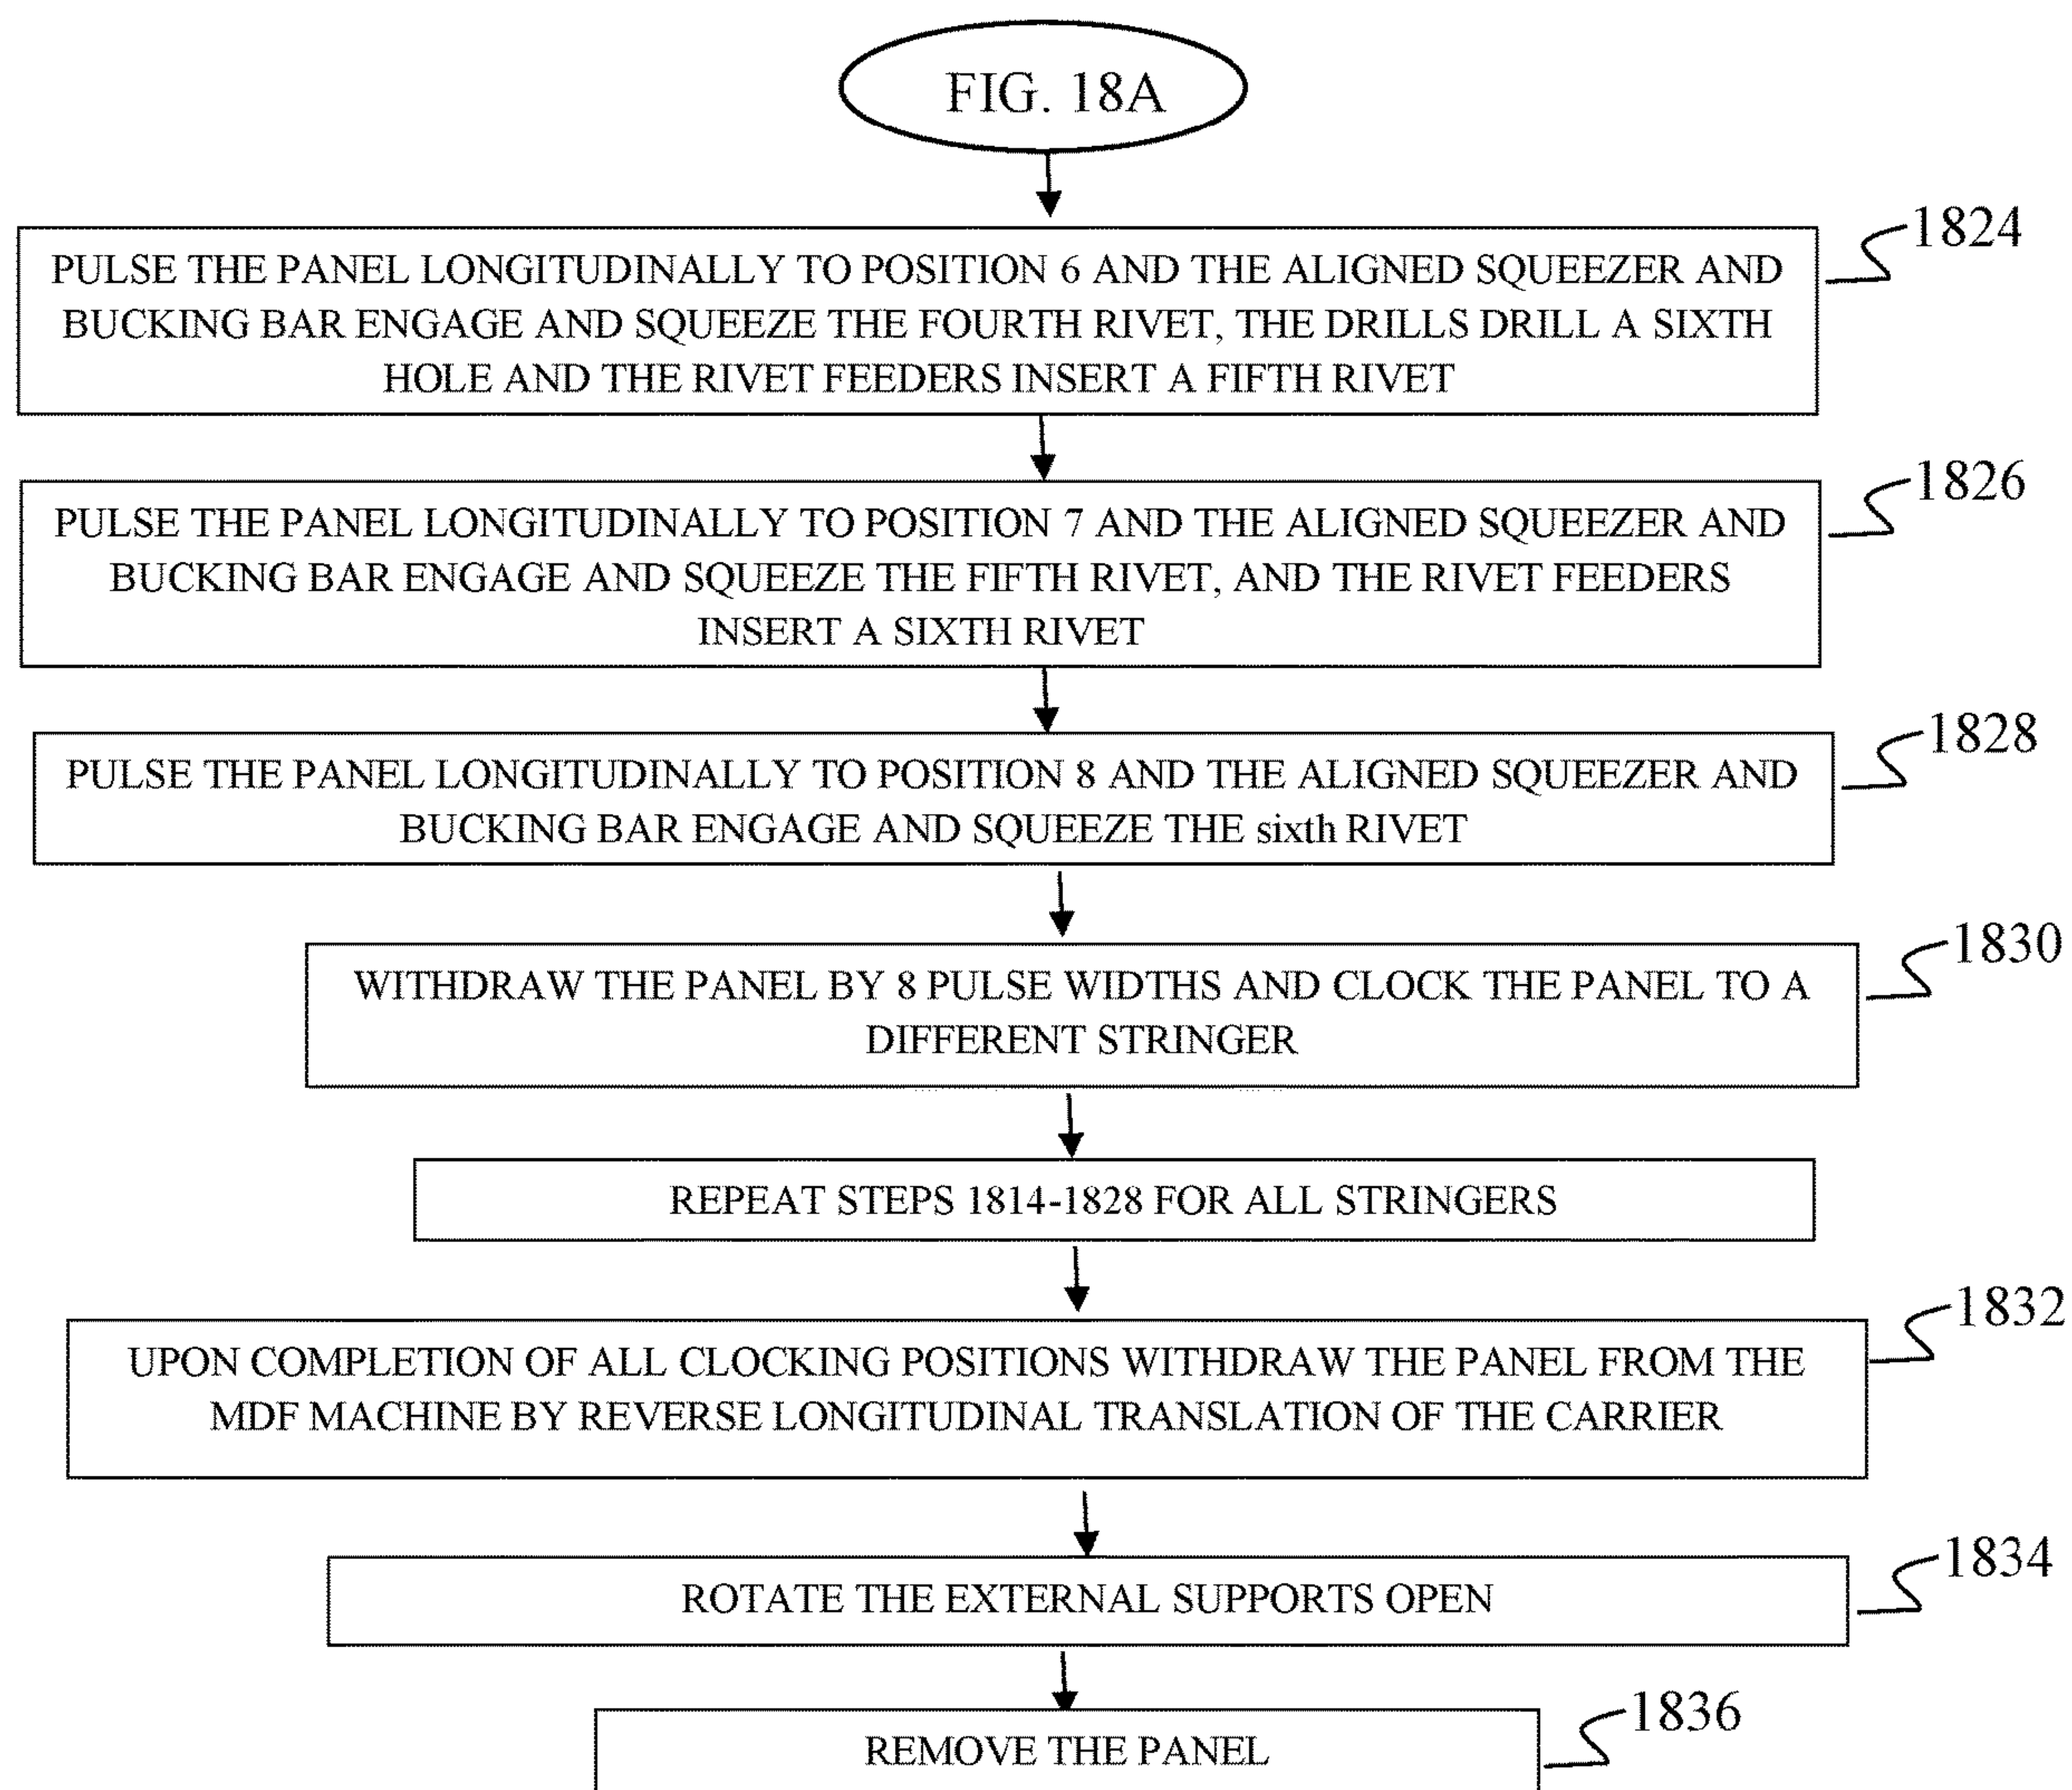 FIG. 18A
1824
PULSE THE PANEL LONGITUDINALLY TO POSITION 6 AND THE ALIGNED SQUEEZER AND
BUCKING BAR ENGAGE AND SQUEEZE THE FOURTH RIVET, THE DRILLS DRILL A SIXTH
HOLE AND THE RIVET FEEDERS INSERT A FIFTH RIVET
1826
PULSE THE PANEL LONGITUDINALLY TO POSITION 7 AND THE ALIGNED SQUEEZER AND
BUCKING BAR ENGAGE AND SQUEEZE THE FIFTH RIVET, AND THE RIVET FEEDERS
INSERT A SIXTH RIVET
1828
PULSE THE PANEL LONGITUDINALLY TO POSITION 8 AND THE ALIGNED SQUEEZER AND
BUCKING BAR ENGAGE AND SQUEEZE THE sixth RIVET
1830
WITHDRAW THE PANEL BY 8 PULSE WIDTHS AND CLOCK THE PANEL TO A
DIFFERENT STRINGER
REPEAT STEPS 1814-1828 FOR ALL STRINGERS
1832
UPON COMPLETION OF ALL CLOCKING POSITIONS WITHDRAW THE PANEL FROM THE
MDF MACHINE BY REVERSE LONGITUDINAL TRANSLATION OF THE CARRIER
1834
ROTATE THE EXTERNAL SUPPORTS OPEN
1836
REMOVE THE PANEL